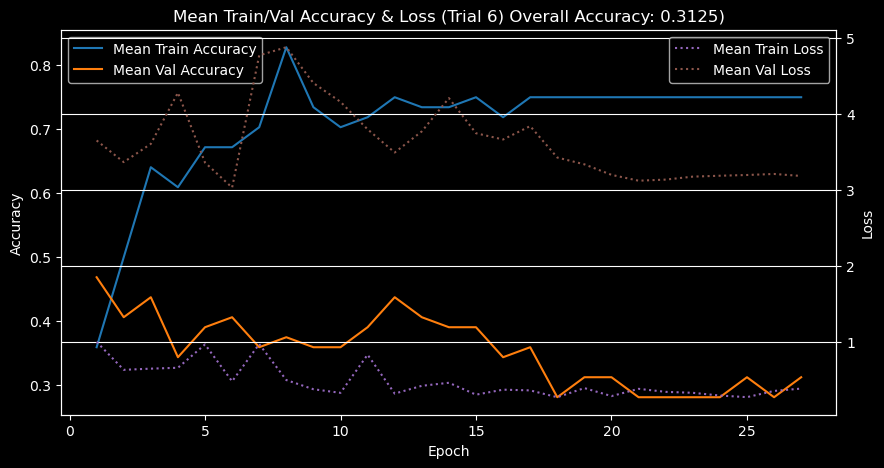 Mean Train/Val Accuracy & Loss (Trial 6) Overall Accuracy: 0.3125)
Mean Train Accuracy
Mean Val Accuracy
Mean Train Loss
Mean Val Loss
Accuracy
0.8
0.7
0.6
0.5
0.4
0.3
5
4
3
2
1
Loss
0 5 10 15 20 25
Epoch